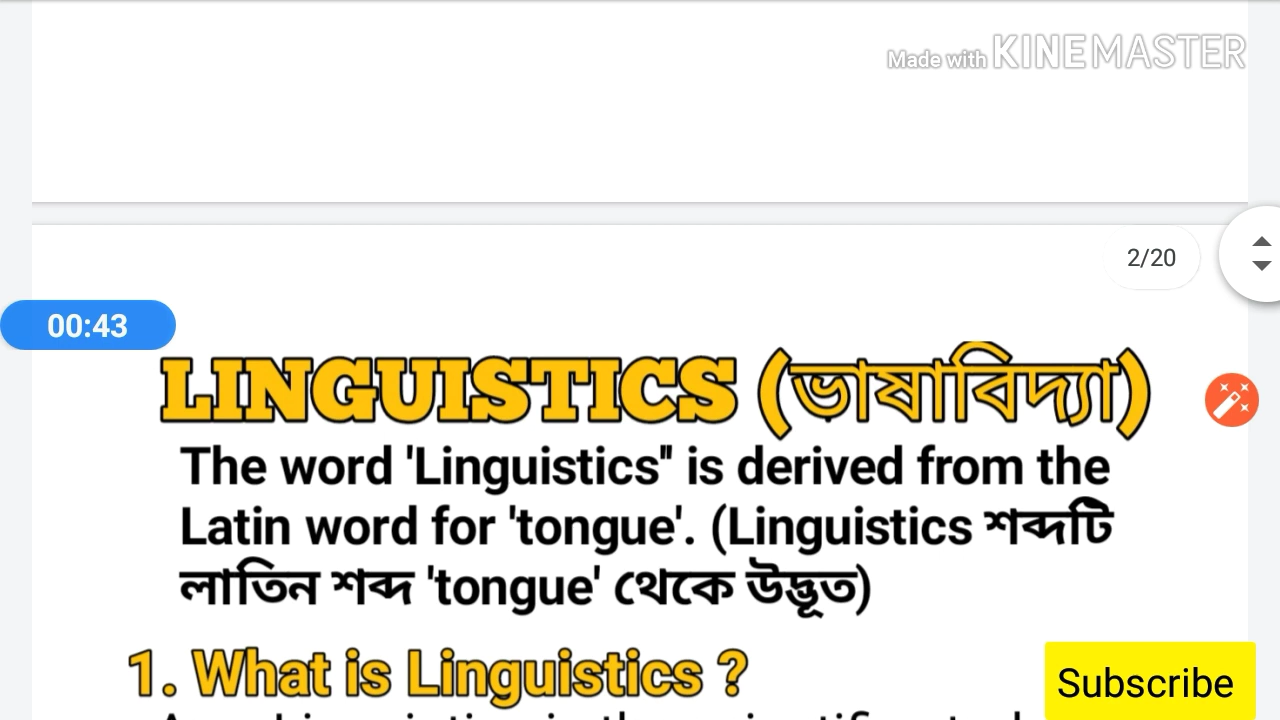 Made with KINEMASTER
2/20
00:43
LINGUISTICS (ভাষাবিদ্যা)
The word 'Linguistics" is derived from the
Latin word for 'tongue'. (Linguistics শব্দটি
লাতিন শব্দ 'tongue' থেকে উদ্ভূত)
1. What is Linguistics ?
Subscribe